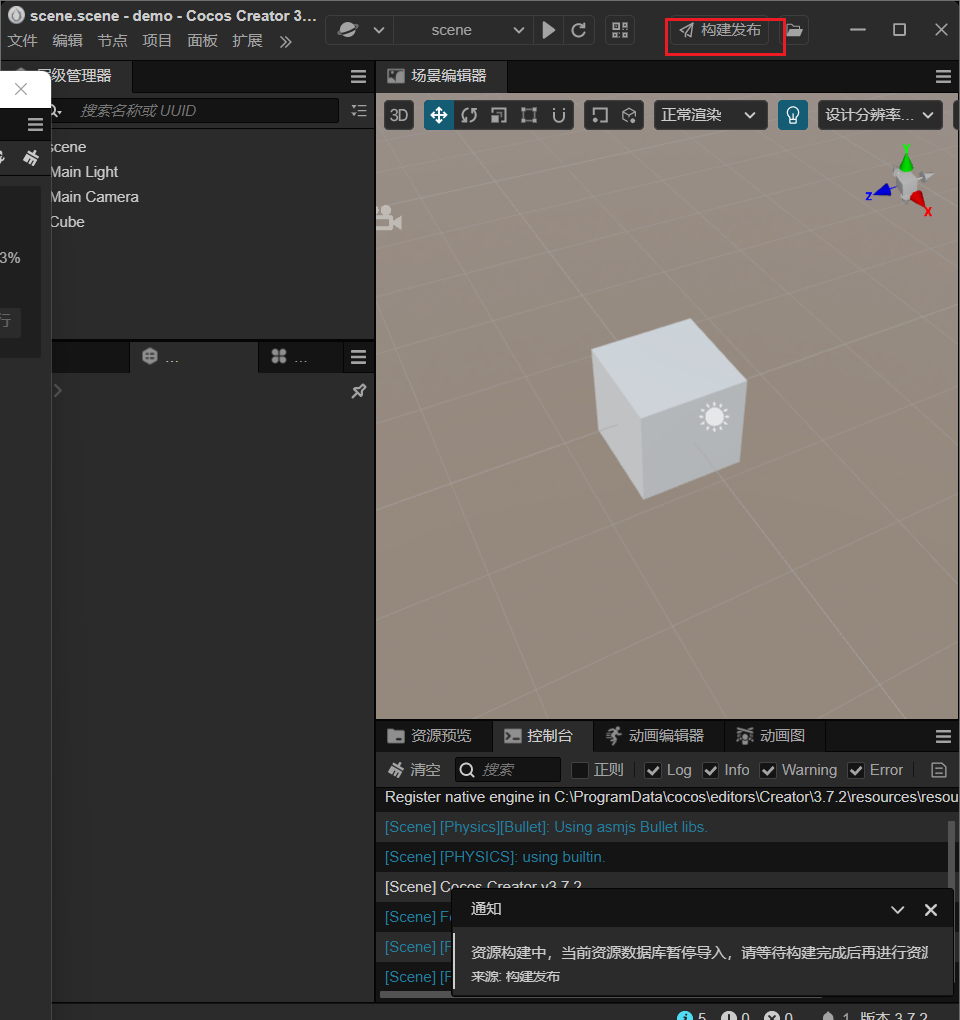 scene.scene - demo - Cocos Creator 3...
文件 编辑 节点 项目 面板 扩展
scene
构建发布
级管理器
搜索名称或 UUID
scene
Main Light
Main Camera
Cube
3%
行
...
...
场景编辑器
3D
正常渲染
设计分辨率...
Y
Z
X
资源预览 控制台 动画编辑器 动画图
清空 搜索 正则 Log Info Warning Error
Register native engine in C:\ProgramData\cocos\editors\Creator\3.7.2\resources\resou
[Scene] [Physics][Bullet]: Using asmjs Bullet libs.
[Scene] [PHYSICS]: using builtin.
[Scene] Cocos Creator v3.7.2
[Scene] Fo
[Scene] [F
[Scene] [F
通知
资源构建中，当前资源数据库暂停导入，请等待构建完成后再进行资源
来源: 构建发布
5 0 0 1 版本 3.7.2